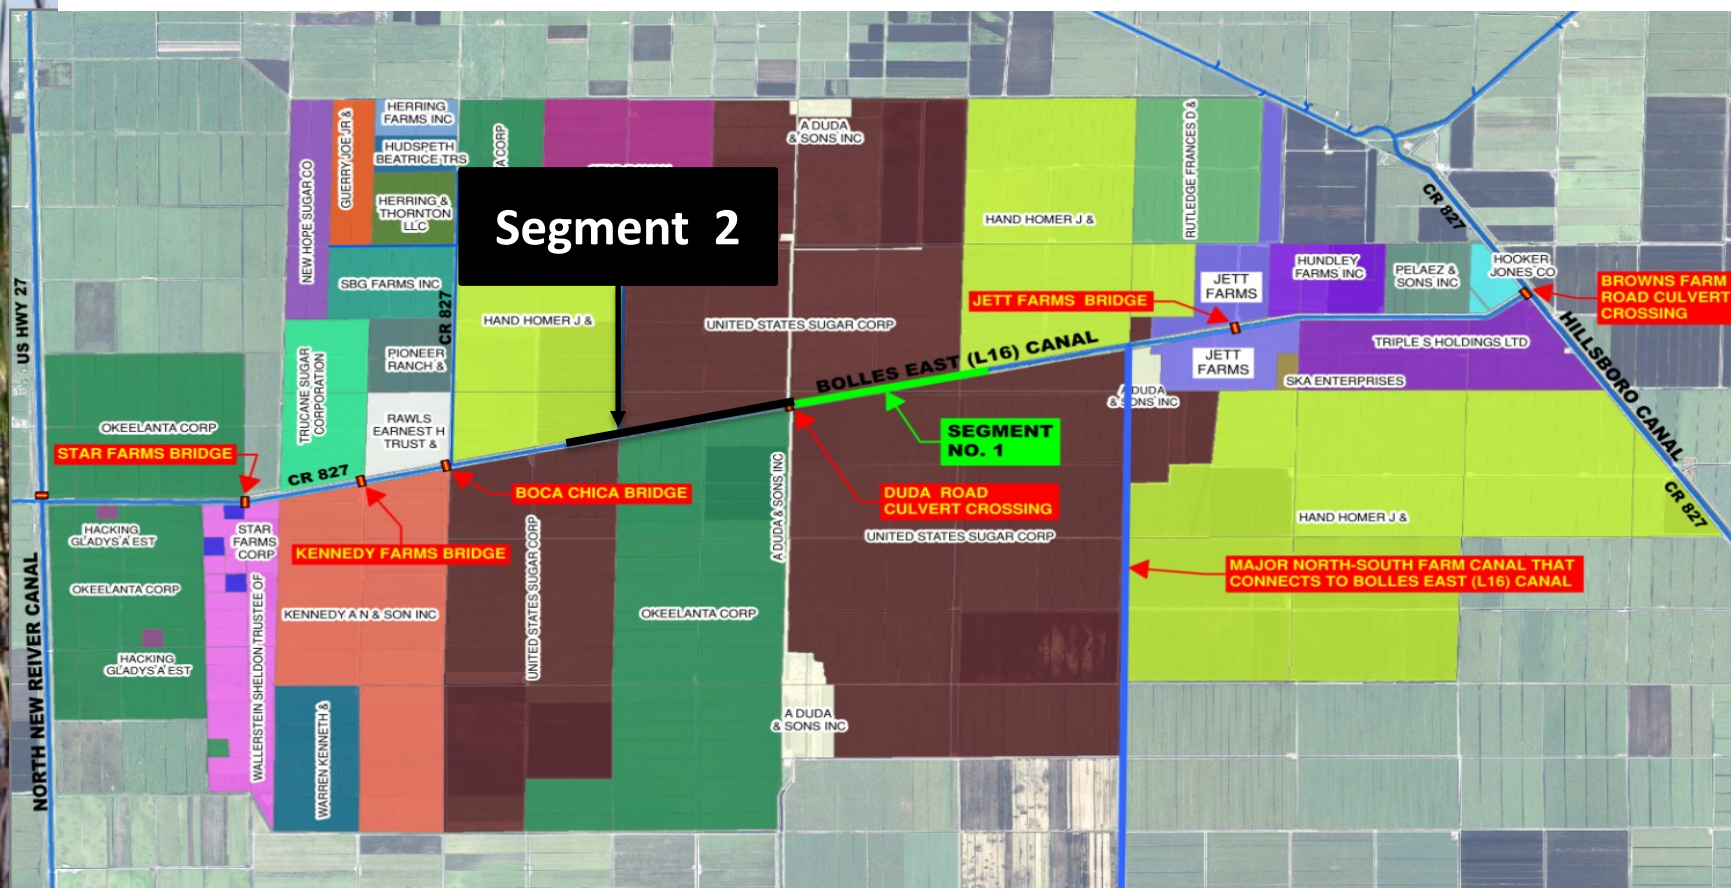 HERRING
FARMS INC
HUDSPETH
BEATRICE TRS
HERRING &
THORNTON
LLC
GUERRY JOE JR &
NEW HOPE SUGAR CO
A CORP
A DUDA
& SONS INC
RUTLEDGE FRANCES D &
HAND HOMER J &
CR 827
Segment 2
SBG FARMS INC
CR 827
HAND HOMER J &
UNITED STATES SUGAR CORP
JETT FARMS BRIDGE
JETT
FARMS
HUNDLEY
FARMS INC
PELAEZ &
SONS INC
HOOKER
JONES CO
BROWNS FARM
ROAD CULVERT
CROSSING
US HWY 27
TRUCANE SUGAR
CORPORATION
PIONEER
RANCH &
RAWLS
EARNEST H
TRUST &
BOLLES EAST (L16) CANAL
JETT
FARMS
TRIPLE S HOLDINGS LTD
SKA ENTERPRISES
A DUDA
& SONS INC
HILLSBORO CANAL
CR 827
OKEELANTA CORP
STAR FARMS BRIDGE
CR 827
SEGMENT
NO. 1
BOCA CHICA BRIDGE
DUDA ROAD
CULVERT CROSSING
A DUDA & SONS INC
HAND HOMER J &
HACKING
GLADYS A EST
STAR
FARMS
CORP
KENNEDY FARMS BRIDGE
UNITED STATES SUGAR CORP
UNITED STATES SUGAR CORP
MAJOR NORTH-SOUTH FARM CANAL THAT
CONNECTS TO BOLLES EAST (L16) CANAL
OKEELANTA CORP
WALLERSTEIN SHELDON TRUSTEE OF
KENNEDY A N & SON INC
OKEELANTA CORP
NORTH NEW REIVER CANAL
HACKING
GLADYS A EST
WARREN KENNETH &
A DUDA
& SONS INC